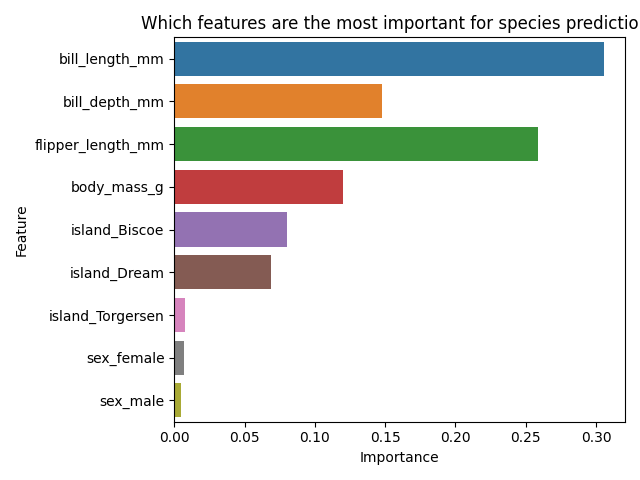 Which features are the most important for species predictio
bill_length_mm
bill_depth_mm
flipper_length_mm
body_mass_g
island_Biscoe
island_Dream
island_Torgersen
sex_female
sex_male
Feature
0.00 0.05 0.10 0.15 0.20 0.25 0.30
Importance